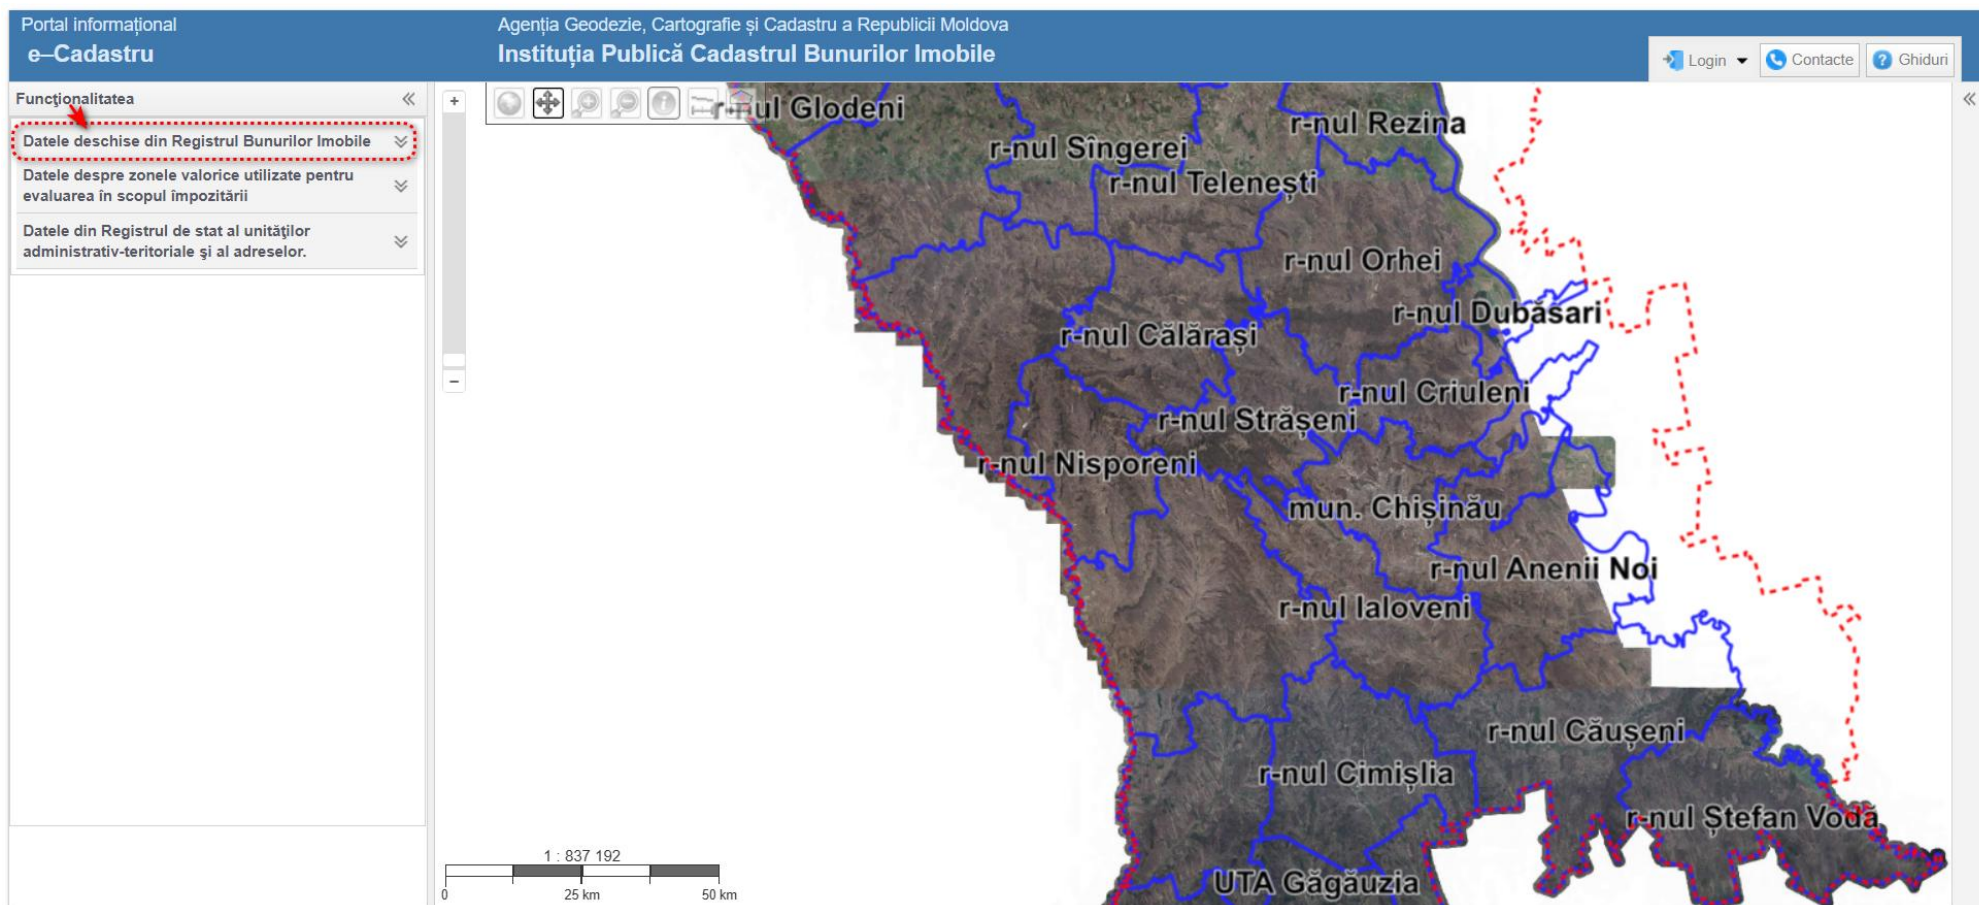 Portal informațional
e–Cadastru
Agenția Geodezie, Cartografie și Cadastru a Republicii Moldova
Instituția Publică Cadastrul Bunurilor Imobile
Login
Contacte
Ghiduri
Funcţionalitatea
Datele deschise din Registrul Bunurilor Imobile
Datele despre zonele valorice utilizate pentru
evaluarea în scopul împozitării
Datele din Registrul de stat al unităţilor
administrativ-teritoriale şi al adreselor.
+
–
r-nul Glodeni
r-nul Rezina
r-nul Sîngerei
r-nul Telenești
r-nul Orhei
r-nul Dubăsari
r-nul Călărași
r-nul Criuleni
r-nul Strășeni
r-nul Nisporeni
mun. Chișinău
r-nul Anenii Noi
r-nul Ialoveni
r-nul Căușeni
r-nul Cimișlia
r-nul Ștefan Vodă
UTA Găgăuzia
1 : 837 192
0
25 km
50 km